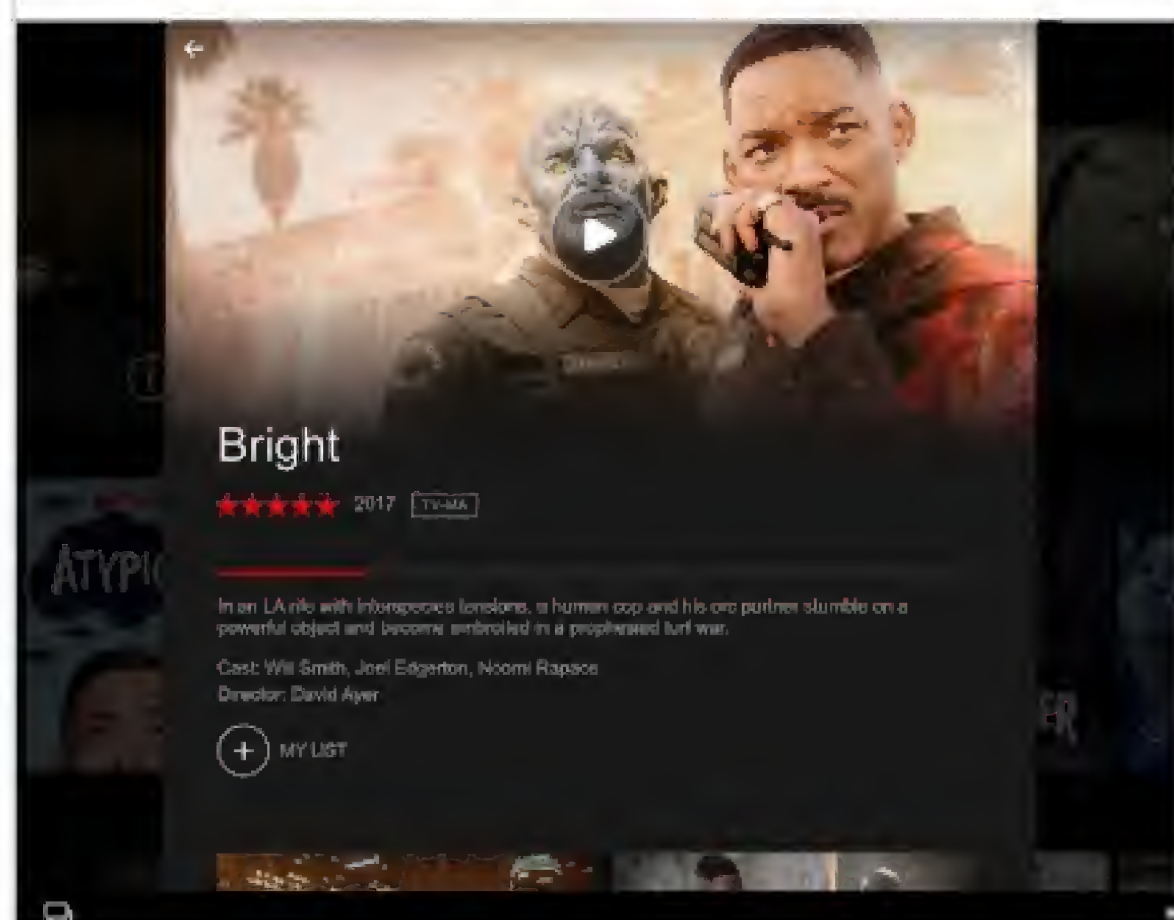 Bright
2017 TV-MA
In an LA rife with interspecies tensions, a human cop and his orc partner stumble on a
powerful object and become embroiled in a prophesied turf war.
Cast: Will Smith, Joel Edgerton, Noomi Rapace
Director: David Ayer
+ MY LIST
ATYPIC
ER